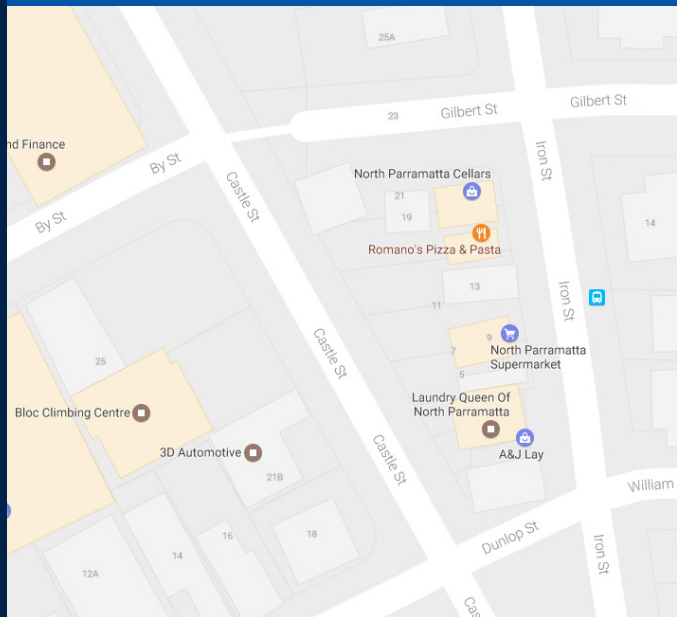 25A
23
Gilbert St
Gilbert St
nd Finance
By St
Iron St
Castle St
North Parramatta Cellars
21
19
14
By St
Romano's Pizza & Pasta
13
Iron St
11
Castle St
9
7
North Parramatta
Supermarket
25
5
Laundry Queen Of
North Parramatta
Bloc Climbing Centre
3D Automotive
A&J Lay
Castle St
21B
William
Dunlop St
18
16
14
Iron St
12A
Cas